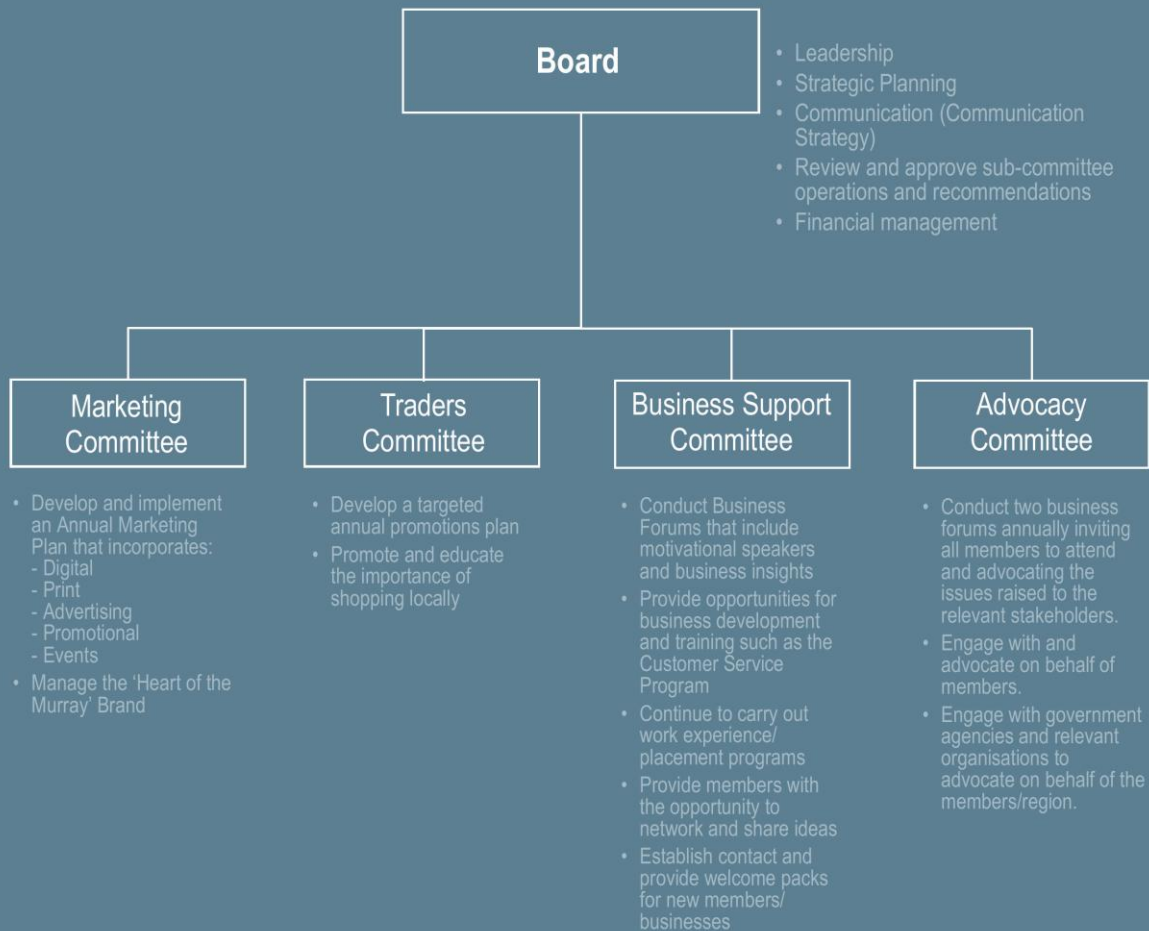 Board
• Leadership
• Strategic Planning
• Communication (Communication
Strategy)
• Review and approve sub-committee
operations and recommendations
• Financial management
Marketing
Committee
• Develop and implement
an Annual Marketing
Plan that incorporates:
- Digital
- Print
- Advertising
- Promotional
- Events
• Manage the ‘Heart of the
Murray’ Brand
Traders
Committee
• Develop a targeted
annual promotions plan
• Promote and educate
the importance of
shopping locally
Business Support
Committee
• Conduct Business
Forums that include
motivational speakers
and business insights
• Provide opportunities for
business development
and training such as the
Customer Service
Program
• Continue to carry out
work experience/
placement programs
• Provide members with
the opportunity to
network and share ideas
• Establish contact and
provide welcome packs
for new members/
businesses
Advocacy
Committee
• Conduct two business
forums annually inviting
all members to attend
and advocating the
issues raised to the
relevant stakeholders.
• Engage with and
advocate on behalf of
members.
• Engage with government
agencies and relevant
organisations to
advocate on behalf of the
members/region.